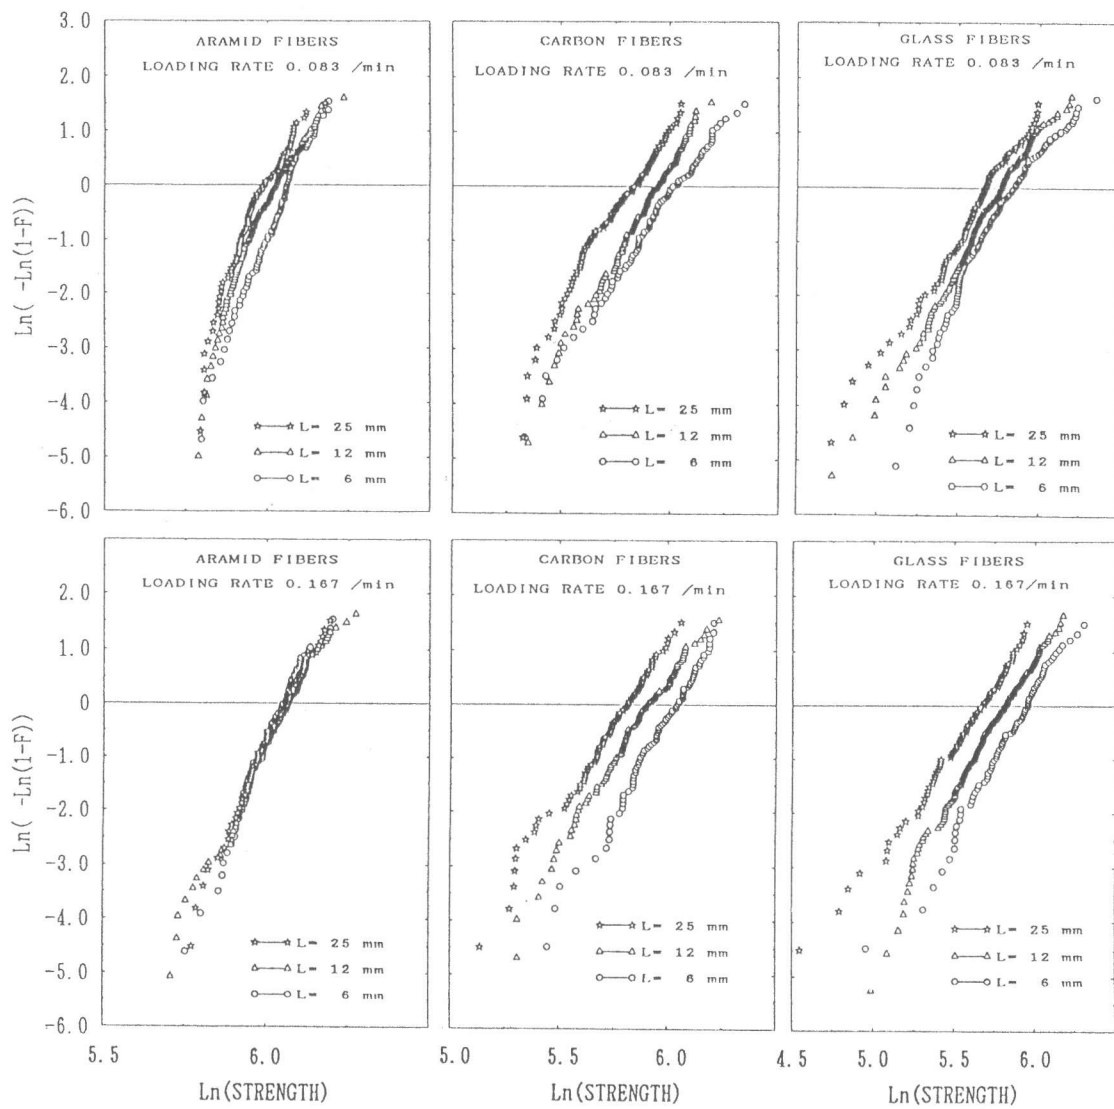 3.0
2.0
1.0
0
-1.0
-2.0
-3.0
-4.0
-5.0
-6.0
Ln( -Ln(1-F))
ARAMID FIBERS
LOADING RATE 0.083 /min
L= 25 mm
L= 12 mm
L= 6 mm
CARBON FIBERS
LOADING RATE 0.083 /min
L= 25 mm
L= 12 mm
L= 6 mm
GLASS FIBERS
LOADING RATE 0.083 /min
L= 25 mm
L= 12 mm
L= 6 mm
2.0
1.0
0
-1.0
-2.0
-3.0
-4.0
-5.0
-6.0
Ln( -Ln(1-F))
ARAMID FIBERS
LOADING RATE 0.167 /min
L= 25 mm
L= 12 mm
L= 6 mm
CARBON FIBERS
LOADING RATE 0.167 /min
L= 25 mm
L= 12 mm
L= 6 mm
GLASS FIBERS
LOADING RATE 0.167/min
L= 25 mm
L= 12 mm
L= 6 mm
5.5 6.0
5.0 5.5 6.0
4.5 5.0 5.5 6.0
Ln(STRENGTH)
Ln(STRENGTH)
Ln(STRENGTH)